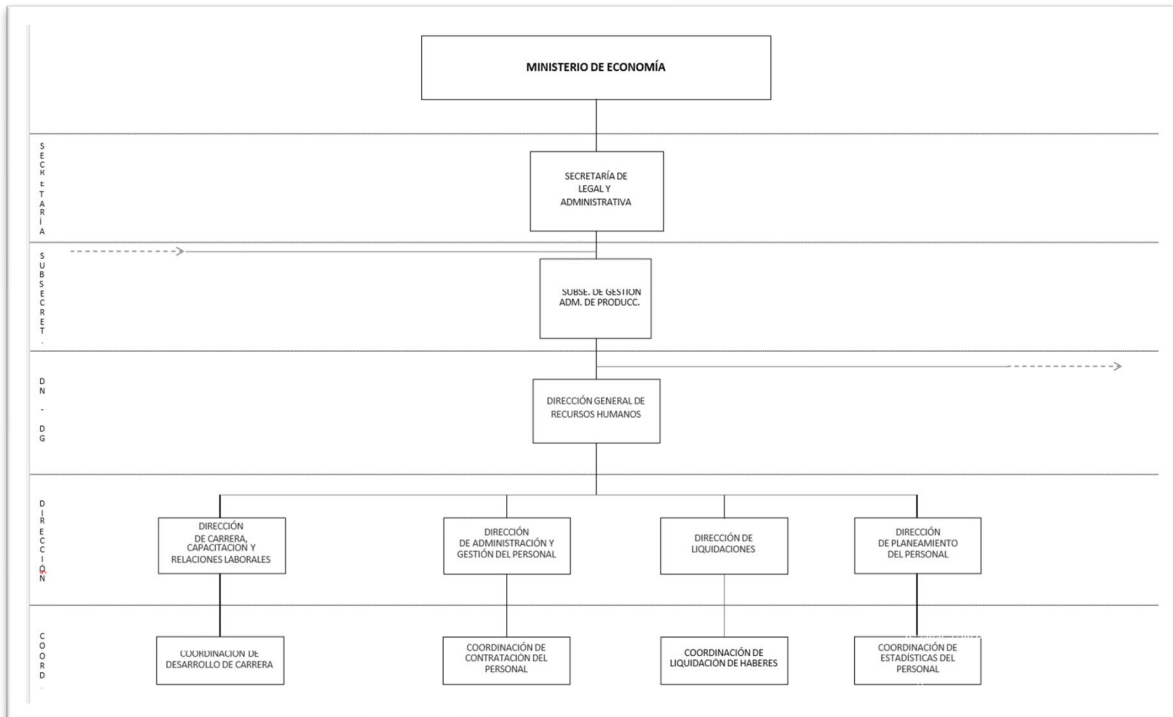 MINISTERIO DE ECONOMÍA
SECRETARÍA
SECRETARÍA DE
LEGAL Y
ADMINISTRATIVA
SUBSECRET.
SUBSE. DE GESTION
ADM. DE PRODUCC.
DN - DG
DIRECCIÓN GENERAL DE
RECURSOS HUMANOS
DIRECCIÓN
DIRECCIÓN
DE CARRERA,
CAPACITACION Y
RELACIONES LABORALES
DIRECCIÓN
DE ADMINISTRACIÓN Y
GESTIÓN DEL PERSONAL
DIRECCIÓN DE
LIQUIDACIONES
DIRECCIÓN
DE PLANEAMIENTO
DEL PERSONAL
COORD.
COORDINACION DE
DESARROLLO DE CARRERA
COORDINACIÓN DE
CONTRATACIÓN DEL
PERSONAL
COORDINACIÓN DE
LIQUIDACIÓN DE HABERES
COORDINACIÓN DE
ESTADÍSTICAS DEL
PERSONAL